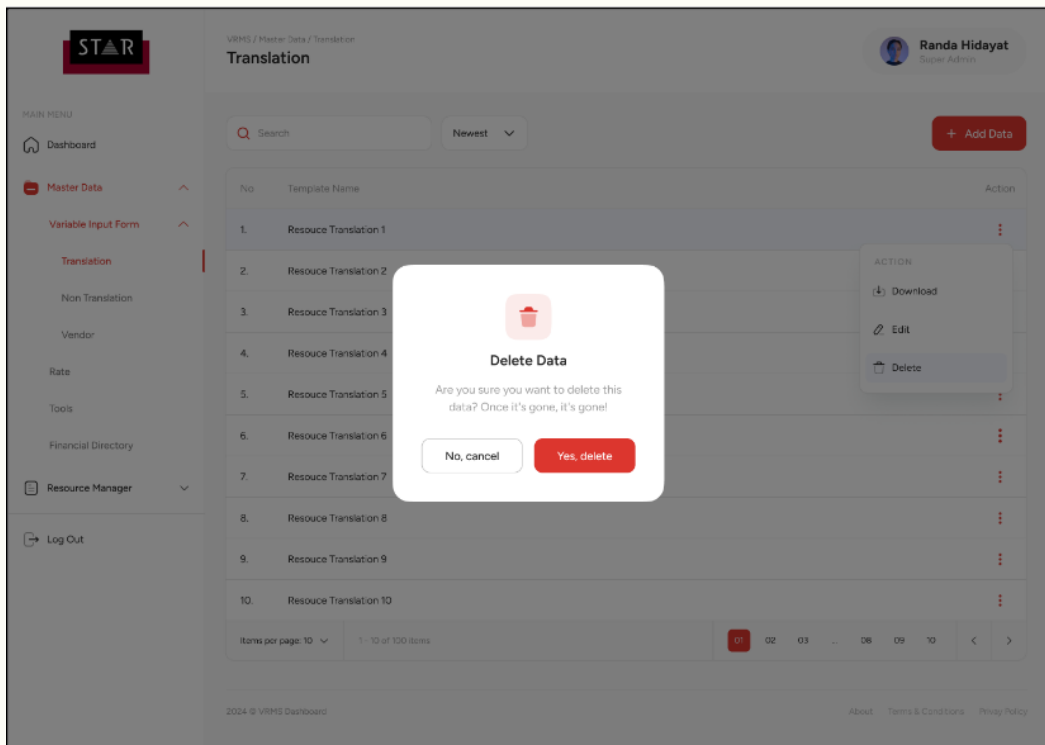 STAR
VRMS / Master Data / Translation
Translation
Randa Hidayat
Super Admin
MAIN MENU
Dashboard
Master Data
Variable Input Form
Translation
Non Translation
Vendor
Rate
Tools
Financial Directory
Resource Manager
Log Out
Search
Newest
+ Add Data
No Template Name Action
1. Resouce Translation 1
2. Resouce Translation 2
3. Resouce Translation 3
4. Resouce Translation 4
5. Resouce Translation 5
6. Resouce Translation 6
7. Resouce Translation 7
8. Resouce Translation 8
9. Resouce Translation 9
10. Resouce Translation 10
ACTION
Download
Edit
Delete
Delete Data
Are you sure you want to delete this
data? Once it's gone, it's gone!
No, cancel Yes, delete
Items per page: 10 1 - 10 of 100 items 01 02 03 ... 08 09 10 < >
2024 © VRMS Dashboard About Terms & Conditions Privay Policy